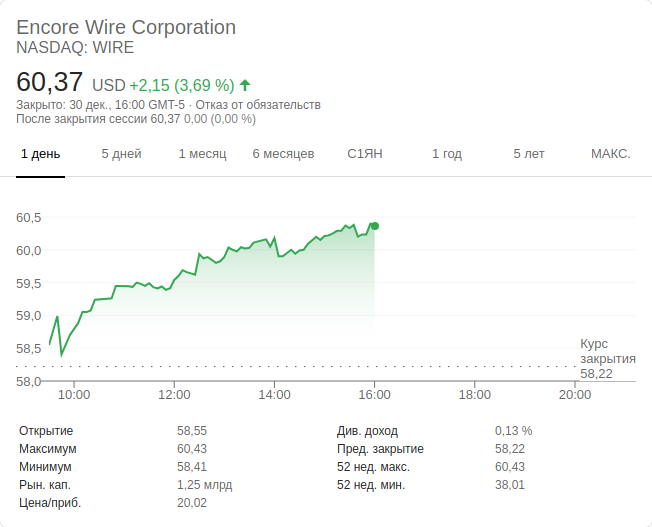 Encore Wire Corporation
NASDAQ: WIRE
60,37 USD +2,15 (3,69 %)
Закрыто: 30 дек., 16:00 GMT-5 · Отказ от обязательств
После закрытия сессии 60,37 0,00 (0,00 %)
1 день 5 дней 1 месяц 6 месяцев С1ЯН 1 год 5 лет МАКС.
60,5
60,0
59,5
59,0
58,5
58,0
Курс
закрытия
58,22
10:00 12:00 14:00 16:00 18:00 20:00
Открытие 58,55 Див. доход 0,13 %
Максимум 60,43 Пред. закрытие 58,22
Минимум 58,41 52 нед. макс. 60,43
Рын. кап. 1,25 млрд 52 нед. мин. 38,01
Цена/приб. 20,02